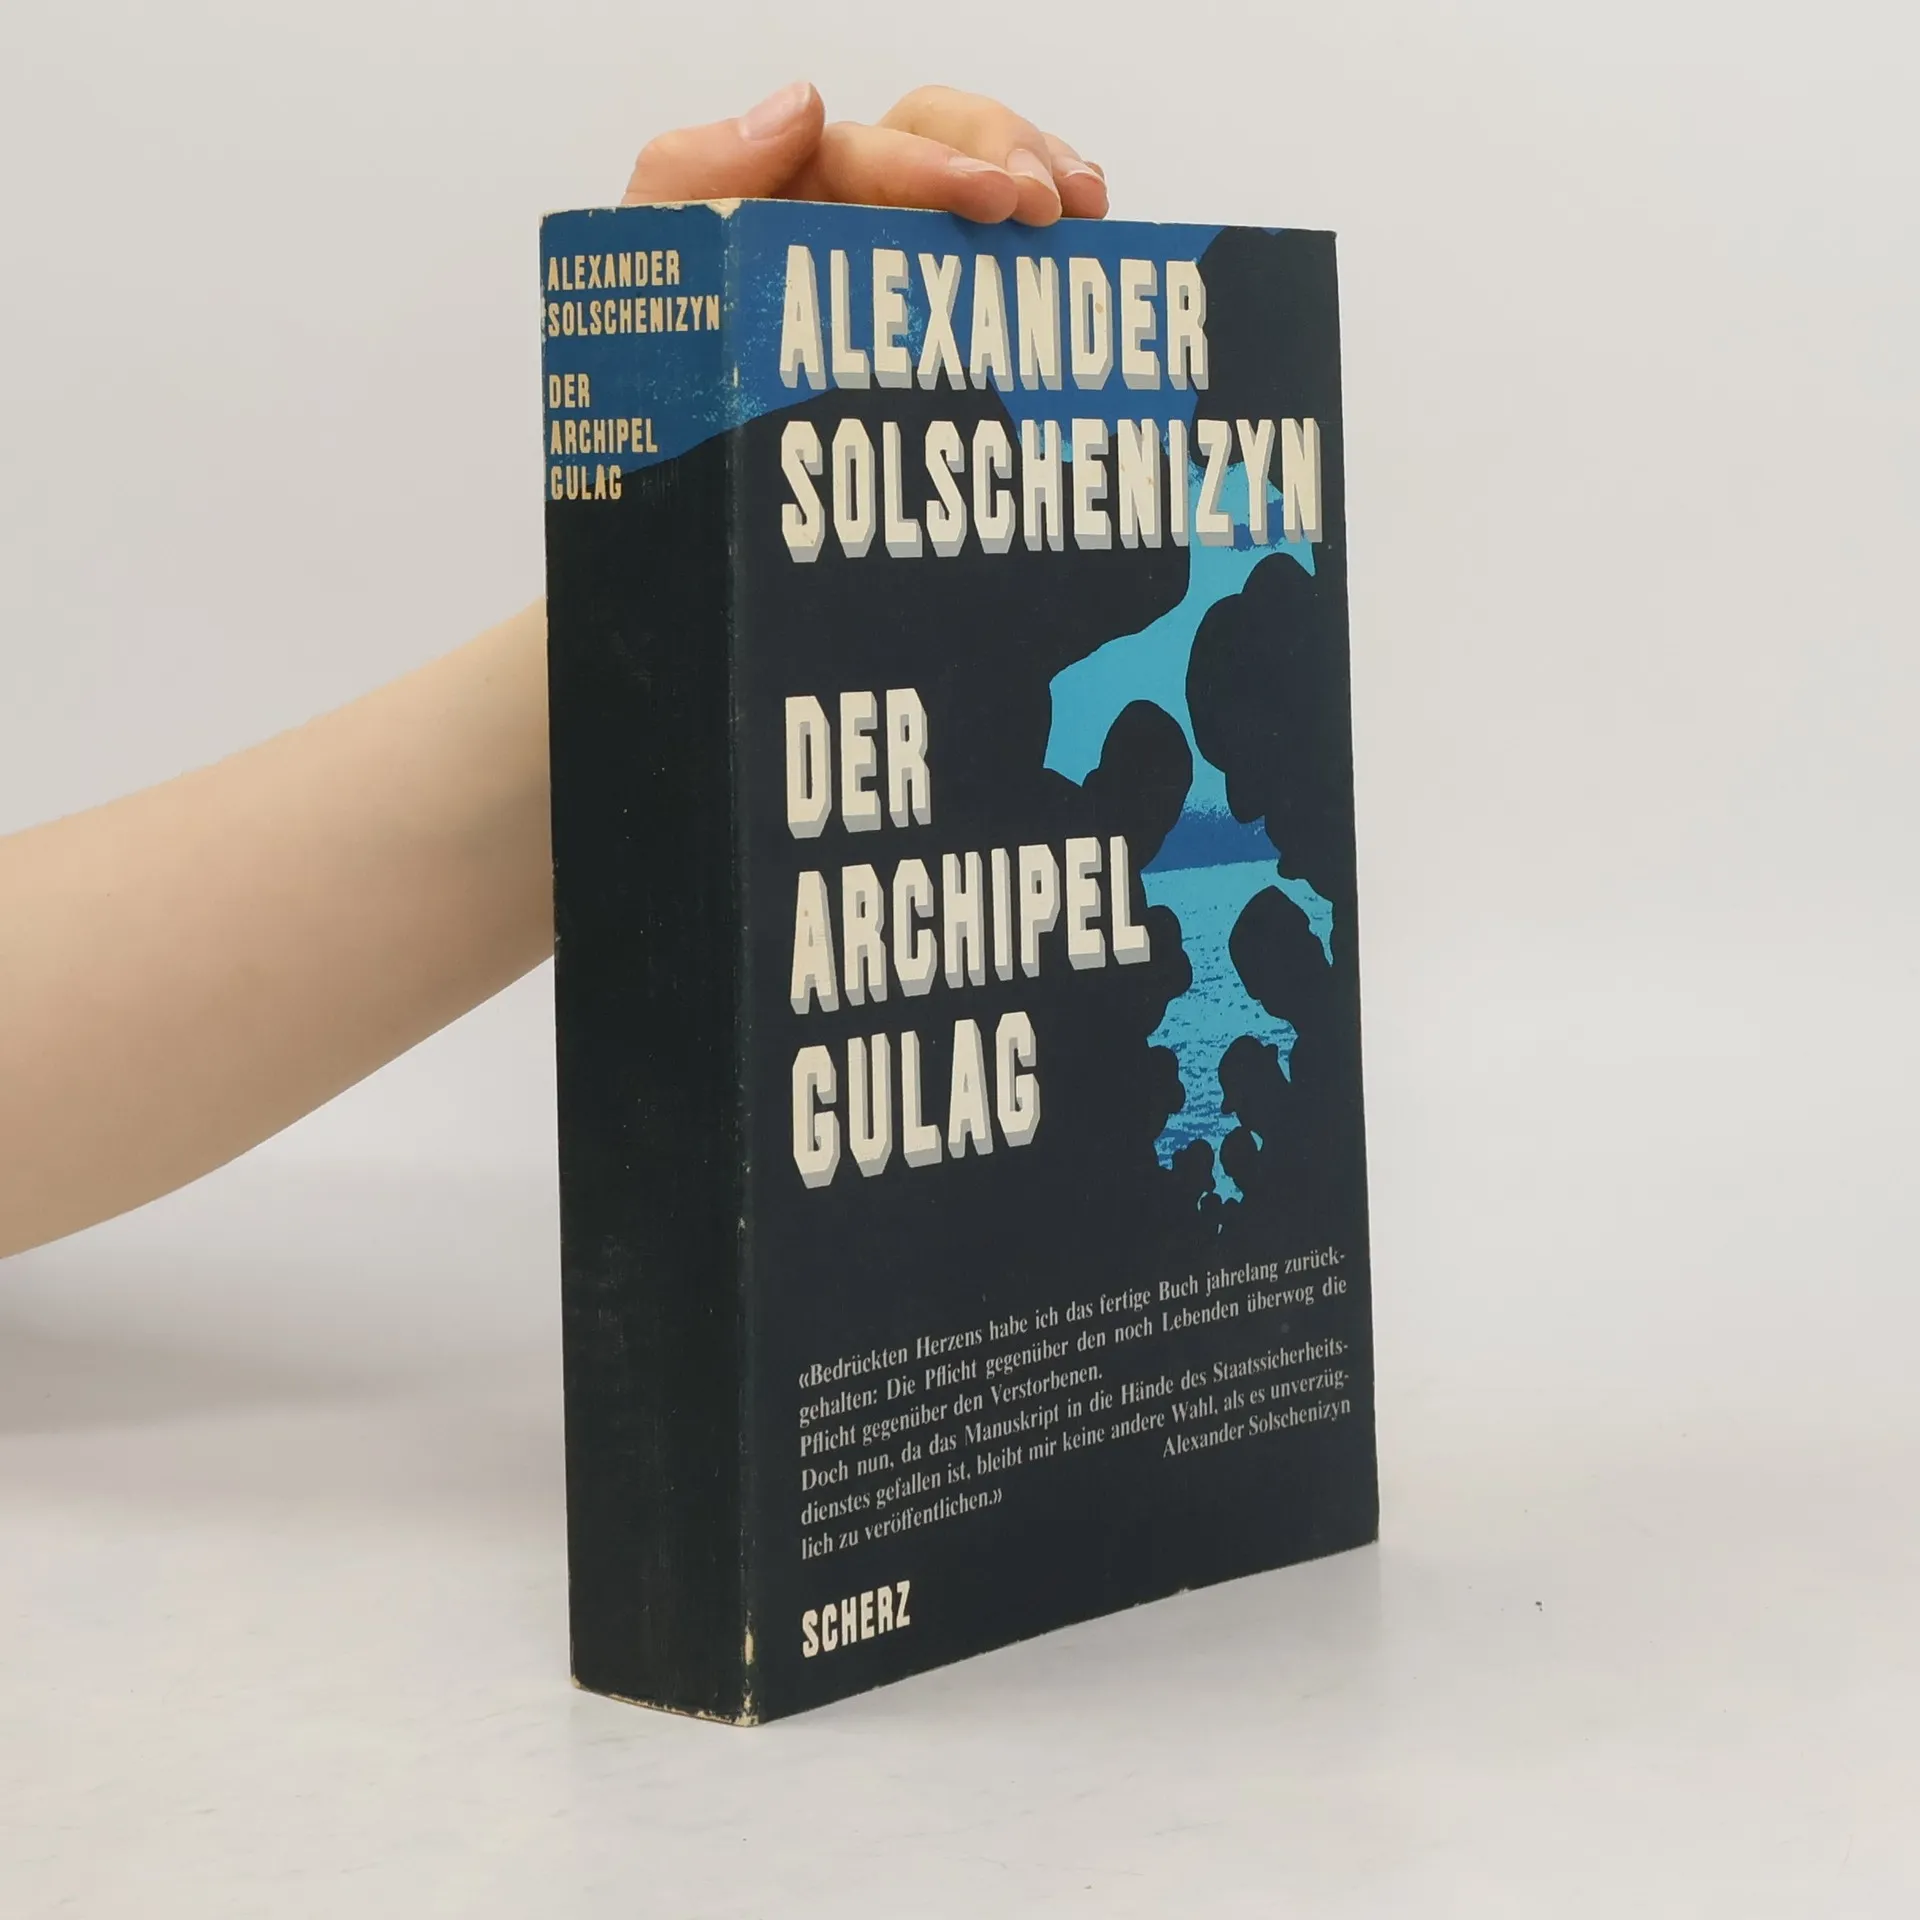 ALEXANDER
SOLSCHENIZYN
DER
ARCHIPEL
GULAG
ALEXANDER
SOLSCHENIZYN
DER
ARCHIPEL
GULAG
«Bedrückten Herzens habe ich das fertige Buch jahrelang zurück-
gehalten: Die Pflicht gegenüber den noch Lebenden überwog die
Pflicht gegenüber den Verstorbenen.
Doch nun, da das Manuskript in die Hände des Staatssicherheits-
dienstes gefallen ist, bleibt mir keine andere Wahl, als es unverzüg-
lich zu veröffentlichen.»
Alexander Solschenizyn
SCHERZ